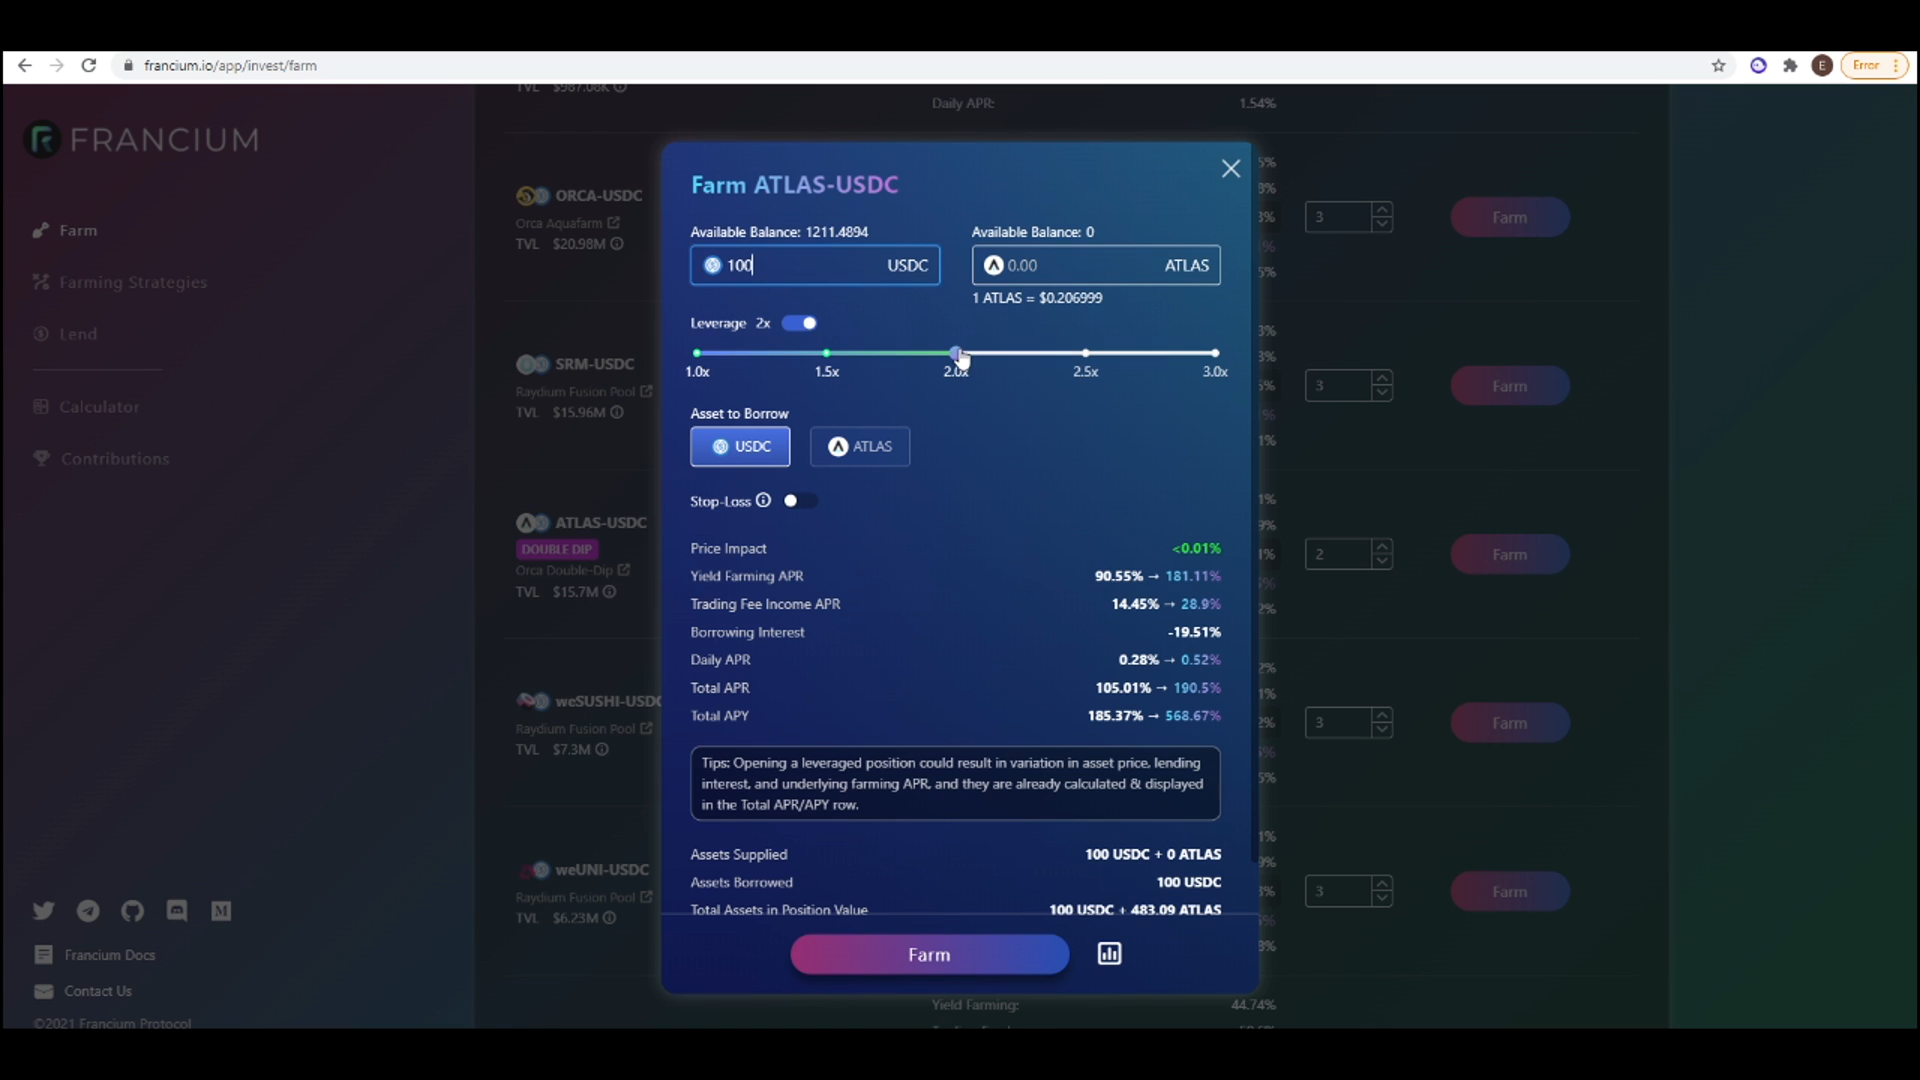 francium.io/app/invest/farm
E
Error
FRANCIUM
Farm
Farming Strategies
Lend
Calculator
Contributions
Francium Docs
Contact Us
©2021 Francium Protocol
TVL $987.08K
Daily APR: 1.54%
ORCA-USDC
Orca Aquafarm
TVL $20.98M
3
Farm
SRM-USDC
Raydium Fusion Pool
TVL $15.96M
3
Farm
ATLAS-USDC
DOUBLE DIP
Orca Double-Dip
TVL $15.7M
2
Farm
weSUSHI-USDC
Raydium Fusion Pool
TVL $7.3M
3
Farm
weUNI-USDC
Raydium Fusion Pool
TVL $6.23M
3
Farm
Yield Farming: 44.74%
Farm ATLAS-USDC
Available Balance: 1211.4894
Available Balance: 0
100 USDC
0.00 ATLAS
1 ATLAS = $0.206999
Leverage 2x
1.0x 1.5x 2.0x 2.5x 3.0x
Asset to Borrow
USDC ATLAS
Stop-Loss
Price Impact <0.01%
Yield Farming APR 90.55% → 181.11%
Trading Fee Income APR 14.45% → 28.9%
Borrowing Interest -19.51%
Daily APR 0.28% → 0.52%
Total APR 105.01% → 190.5%
Total APY 185.37% → 568.67%
Tips: Opening a leveraged position could result in variation in asset price, lending
interest, and underlying farming APR, and they are already calculated & displayed
in the Total APR/APY row.
Assets Supplied 100 USDC + 0 ATLAS
Assets Borrowed 100 USDC
Total Assets in Position Value 100 USDC + 483.09 ATLAS
Farm